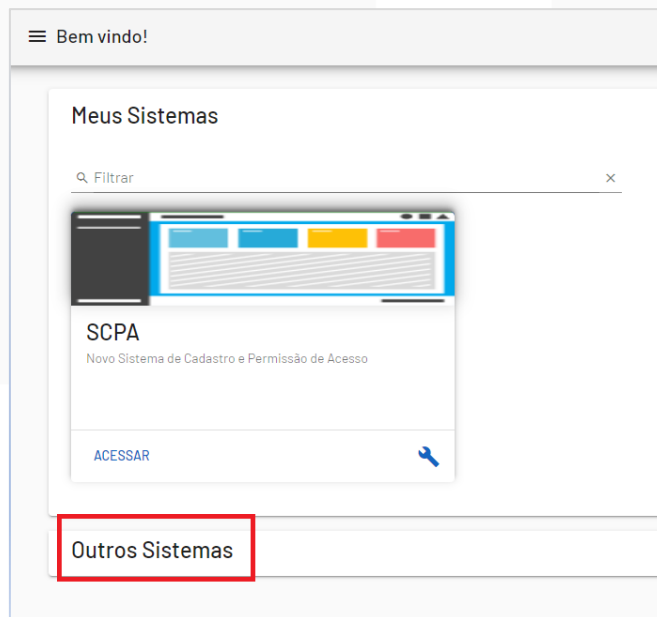 Bem vindo!
Meus Sistemas
Filtrar
SCPA
Novo Sistema de Cadastro e Permissão de Acesso
ACESSAR
Outros Sistemas